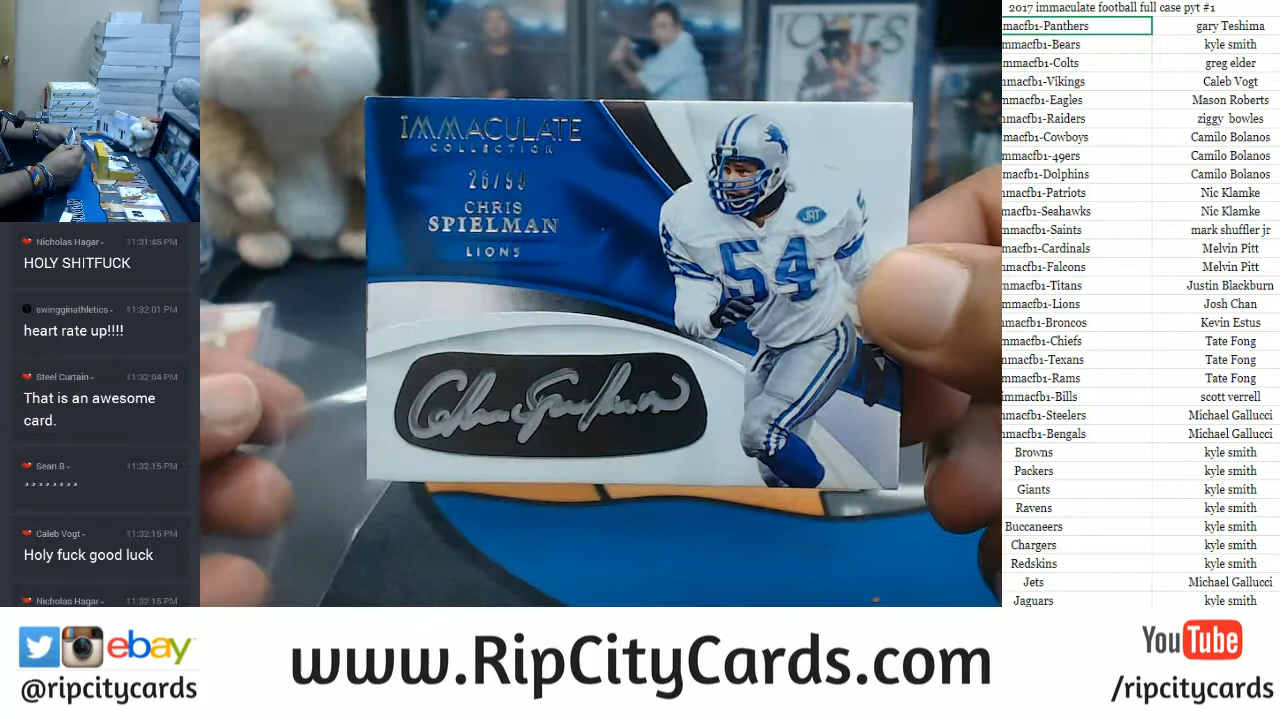 Nicholas Hagar 11:31:45 PM
HOLY SHITFUCK
swingginathletics 11:32:01 PM
heart rate up!!!!
Steel Curtain 11:32:04 PM
That is an awesome
card.
Sean B 11:32:15 PM
,,,,,,,,
Caleb Vogt 11:32:15 PM
Holy fuck good luck
Nicholas Hagar 11:32:15 PM
IMMACULATE
COLLECTION
26/99
CHRIS
SPIELMAN
LIONS
JRT
54
Chris Spielman
2017 immaculate football full case pyt #1
macfb1-Panthers gary Teshima
mmacfb1-Bears kyle smith
mmacfb1-Colts greg elder
mmacfb1-Vikings Caleb Vogt
mmacfb1-Eagles Mason Roberts
mmacfb1-Raiders ziggy bowles
mmacfb1-Cowboys Camilo Bolanos
mmacfb1-49ers Camilo Bolanos
mmacfb1-Dolphins Camilo Bolanos
mmacfb1-Patriots Nic Klamke
mmacfb1-Seahawks Nic Klamke
mmacfb1-Saints mark shuffler jr
mmacfb1-Cardinals Melvin Pitt
mmacfb1-Falcons Melvin Pitt
mmacfb1-Titans Justin Blackburn
mmacfb1-Lions Josh Chan
mmacfb1-Broncos Kevin Estus
mmacfb1-Chiefs Tate Fong
mmacfb1-Texans Tate Fong
mmacfb1-Rams Tate Fong
immacfb1-Bills scott verrell
mmacfb1-Steelers Michael Gallucci
mmacfb1-Bengals Michael Gallucci
Browns kyle smith
Packers kyle smith
Giants kyle smith
Ravens kyle smith
Buccaneers kyle smith
Chargers kyle smith
Redskins kyle smith
Jets Michael Gallucci
Jaguars kyle smith
ebay
@ripcitycards
www.RipCityCards.com
YouTube
/ripcitycards